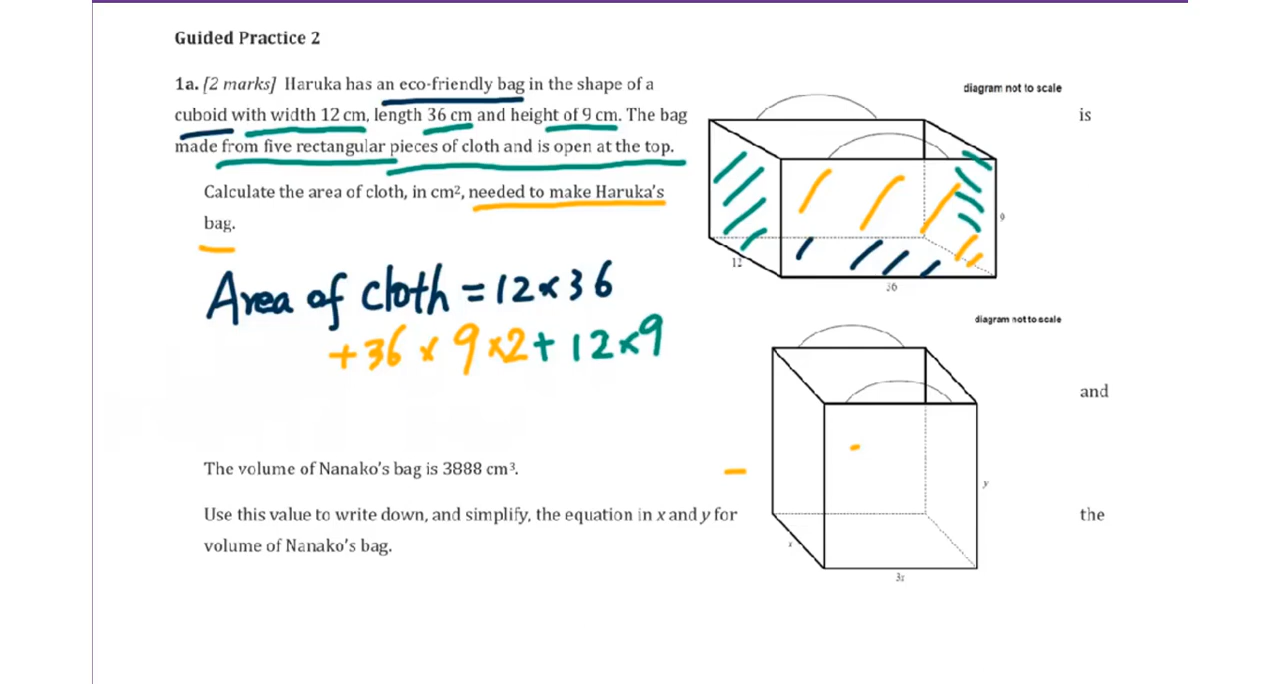 Guided Practice 2
1a. [2 marks] Haruka has an eco-friendly bag in the shape of a
diagram not to scale
cuboid with width 12 cm, length 36 cm and height of 9 cm. The bag is
made from five rectangular pieces of cloth and is open at the top.
Calculate the area of cloth, in cm², needed to make Haruka's
bag.
9
12
36
Area of cloth = 12 × 36
+ 36 × 9 × 2 + 12 × 9
diagram not to scale
and
The volume of Nanako's bag is 3888 cm³.
y
Use this value to write down, and simplify, the equation in x and y for the
volume of Nanako's bag.
x
3x